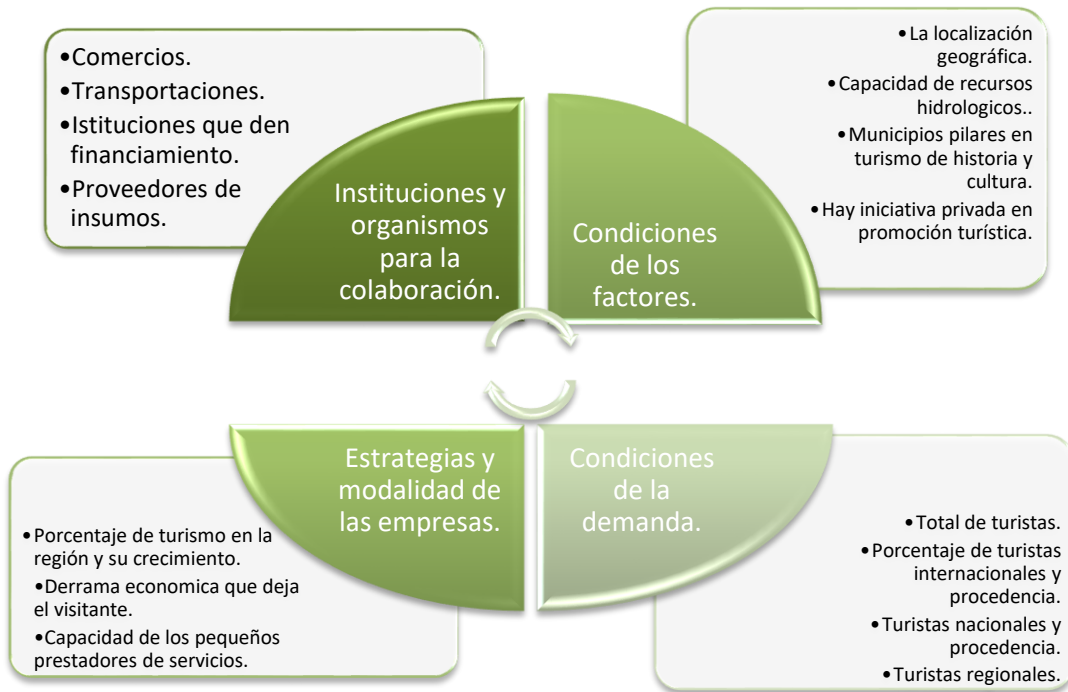 •Comercios.
•Transportaciones.
•Istituciones que den
financiamiento.
•Proveedores de
insumos.
•La localización
geográfica.
•Capacidad de recursos
hidrologicos..
•Municipios pilares en
turismo de historia y
cultura.
•Hay iniciativa privada en
promoción turística.
Instituciones y
organismos
para la
colaboración.
Condiciones
de los
factores.
Estrategias y
modalidad de
las empresas.
Condiciones
de la
demanda.
•Porcentaje de turismo en la
región y su crecimiento.
•Derrama economica que deja
el visitante.
•Capacidad de los pequeños
prestadores de servicios.
•Total de turistas.
•Porcentaje de turistas
internacionales y
procedencia.
•Turistas nacionales y
procedencia.
•Turistas regionales.